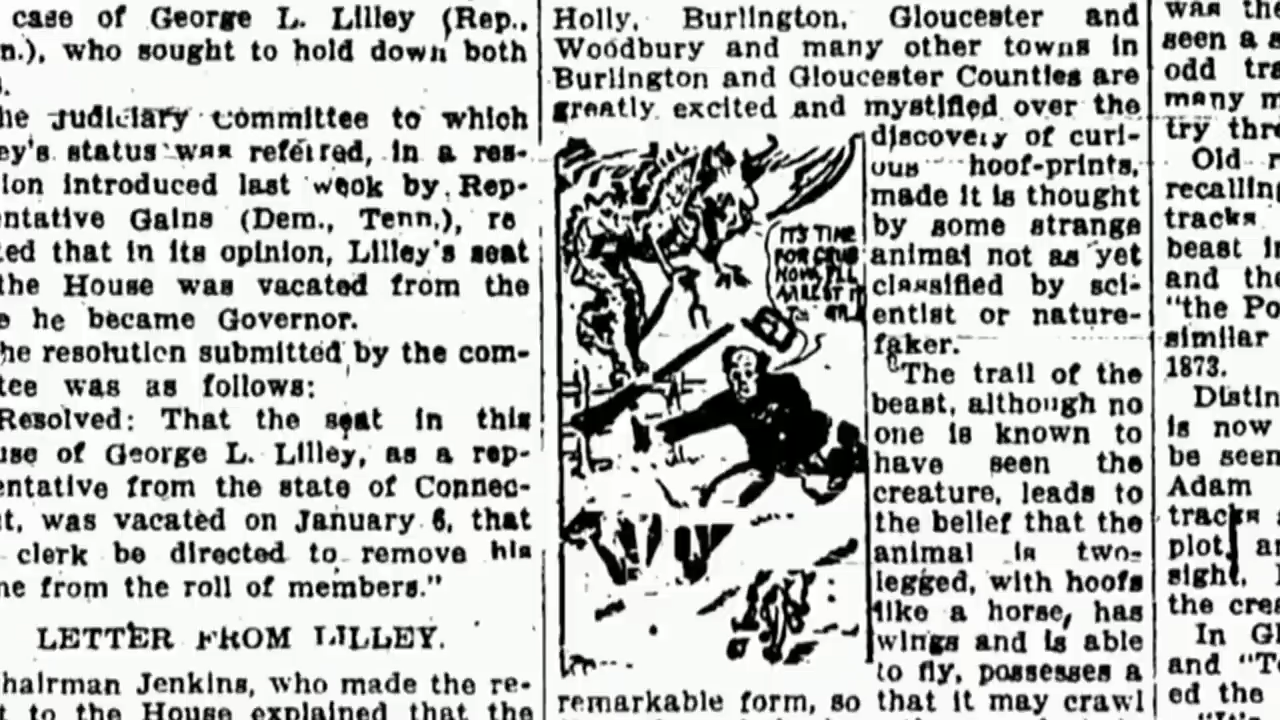 case of George L. Lilley (Rep.,
n.), who sought to hold down both
s.
he Judiciary committee to which
ey's status was referred, in a res-
ion introduced last week by Rep-
entative Gains (Dem., Tenn.), re
ted that in its opinion, Lilley's seat
the House was vacated from the
e he became Governor.
he resolution submitted by the com-
tee was as follows:
Resolved: That the seat in this
use of George L. Lilley, as a rep-
entative from the state of Connec-
t, was vacated on January 6, that
clerk be directed to remove his
ne from the roll of members."
LETTER FROM LILLEY.
hairman Jenkins, who made the re-
t to the House explained that the
Holly, Burlington, Gloucester and
Woodbury and many other towns in
Burlington and Gloucester Counties are
greatly excited and mystified over the
discovery of curi-
ous hoof-prints,
made it is thought
by some strange
animal not as yet
classified by sci-
entist or nature-
faker.
The trail of the
beast, although no
one is known to
have seen the
creature, leads to
the belief that the
animal is two-
legged, with hoofs
like a horse, has
wings and is able
to fly, possesses a
remarkable form, so that it may crawl
IT'S TIME
FOR
NOW I'LL
ARREST IT
was the
seen a s
odd tra
many m
try thr
Old r
recalling
tracks
beast in
and the
"the Po
similar
1873.
Distin
is now
be seen
Adam
tracks
plot, an
sight,
the cres
In Gl
and "Te
ed the
"It's